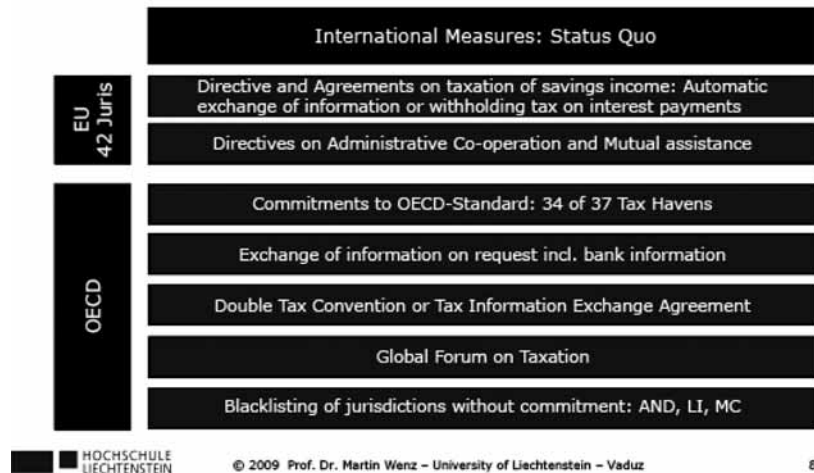 International Measures: Status Quo
EU
42 Juris
Directive and Agreements on taxation of savings income: Automatic
exchange of information or withholding tax on interest payments
Directives on Administrative Co-operation and Mutual assistance
OECD
Commitments to OECD-Standard: 34 of 37 Tax Havens
Exchange of information on request incl. bank information
Double Tax Convention or Tax Information Exchange Agreement
Global Forum on Taxation
Blacklisting of jurisdictions without commitment: AND, LI, MC
HOCHSCHULE
LIECHTENSTEIN
© 2009 Prof. Dr. Martin Wenz – University of Liechtenstein – Vaduz
8